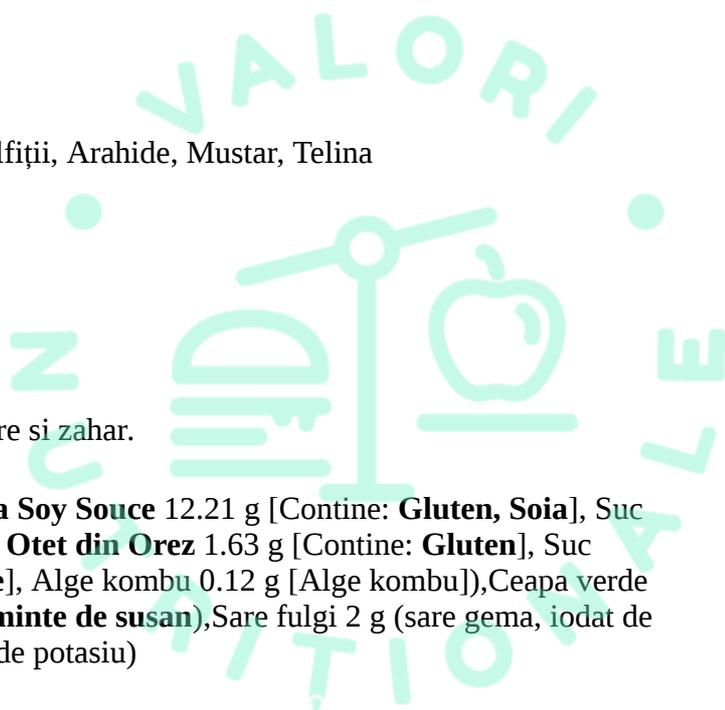 VALORI
lfiții, Arahide, Mustar, Telina
re si zahar.
a Soy Souce 12.21 g [Contine: Gluten, Soia], Suc
Otet din Orez 1.63 g [Contine: Gluten], Suc
e], Alge kombu 0.12 g [Alge kombu]),Ceapa verde
minte de susan),Sare fulgi 2 g (sare gema, iodat de
de potasiu)
NUTRITIONALE